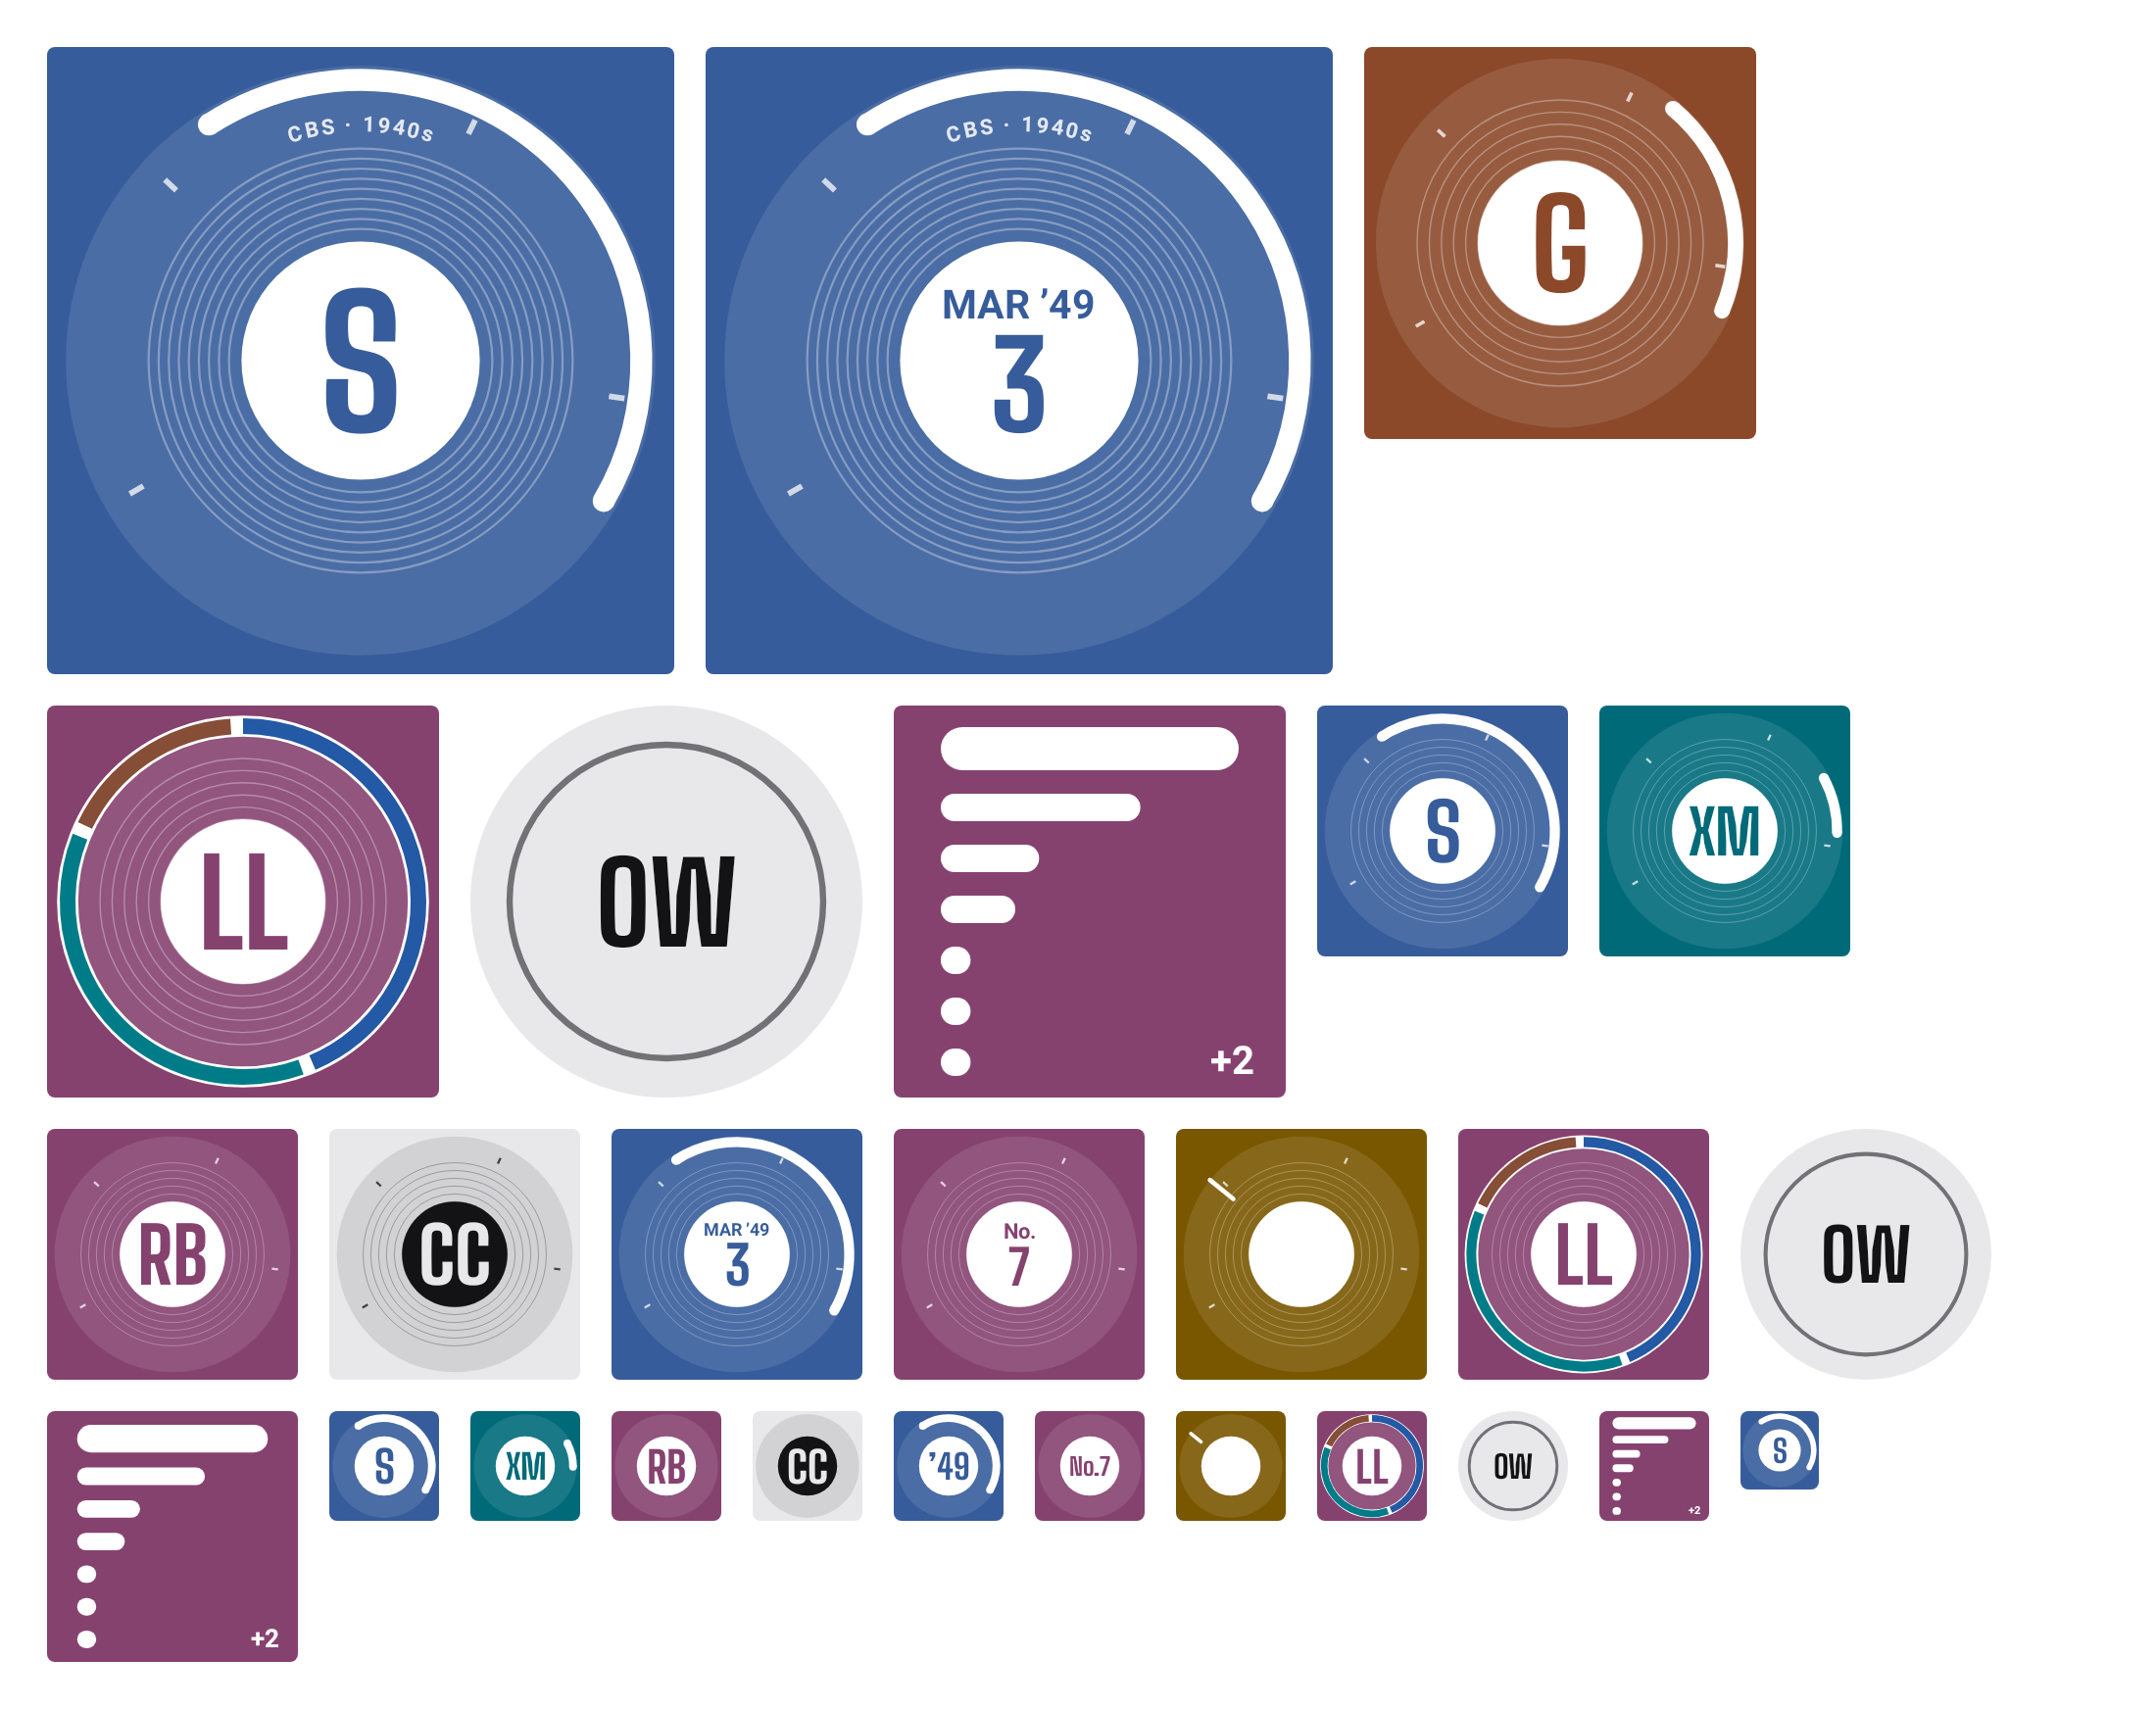 CBS · 1940s
S
CBS · 1940s
MAR ’49
3
G
LL
OW
+2
S
XM
RB
CC
MAR ’49
3
No.
7
LL
OW
+2
S
XM
RB
CC
’49
No.7
LL
OW
+2
S